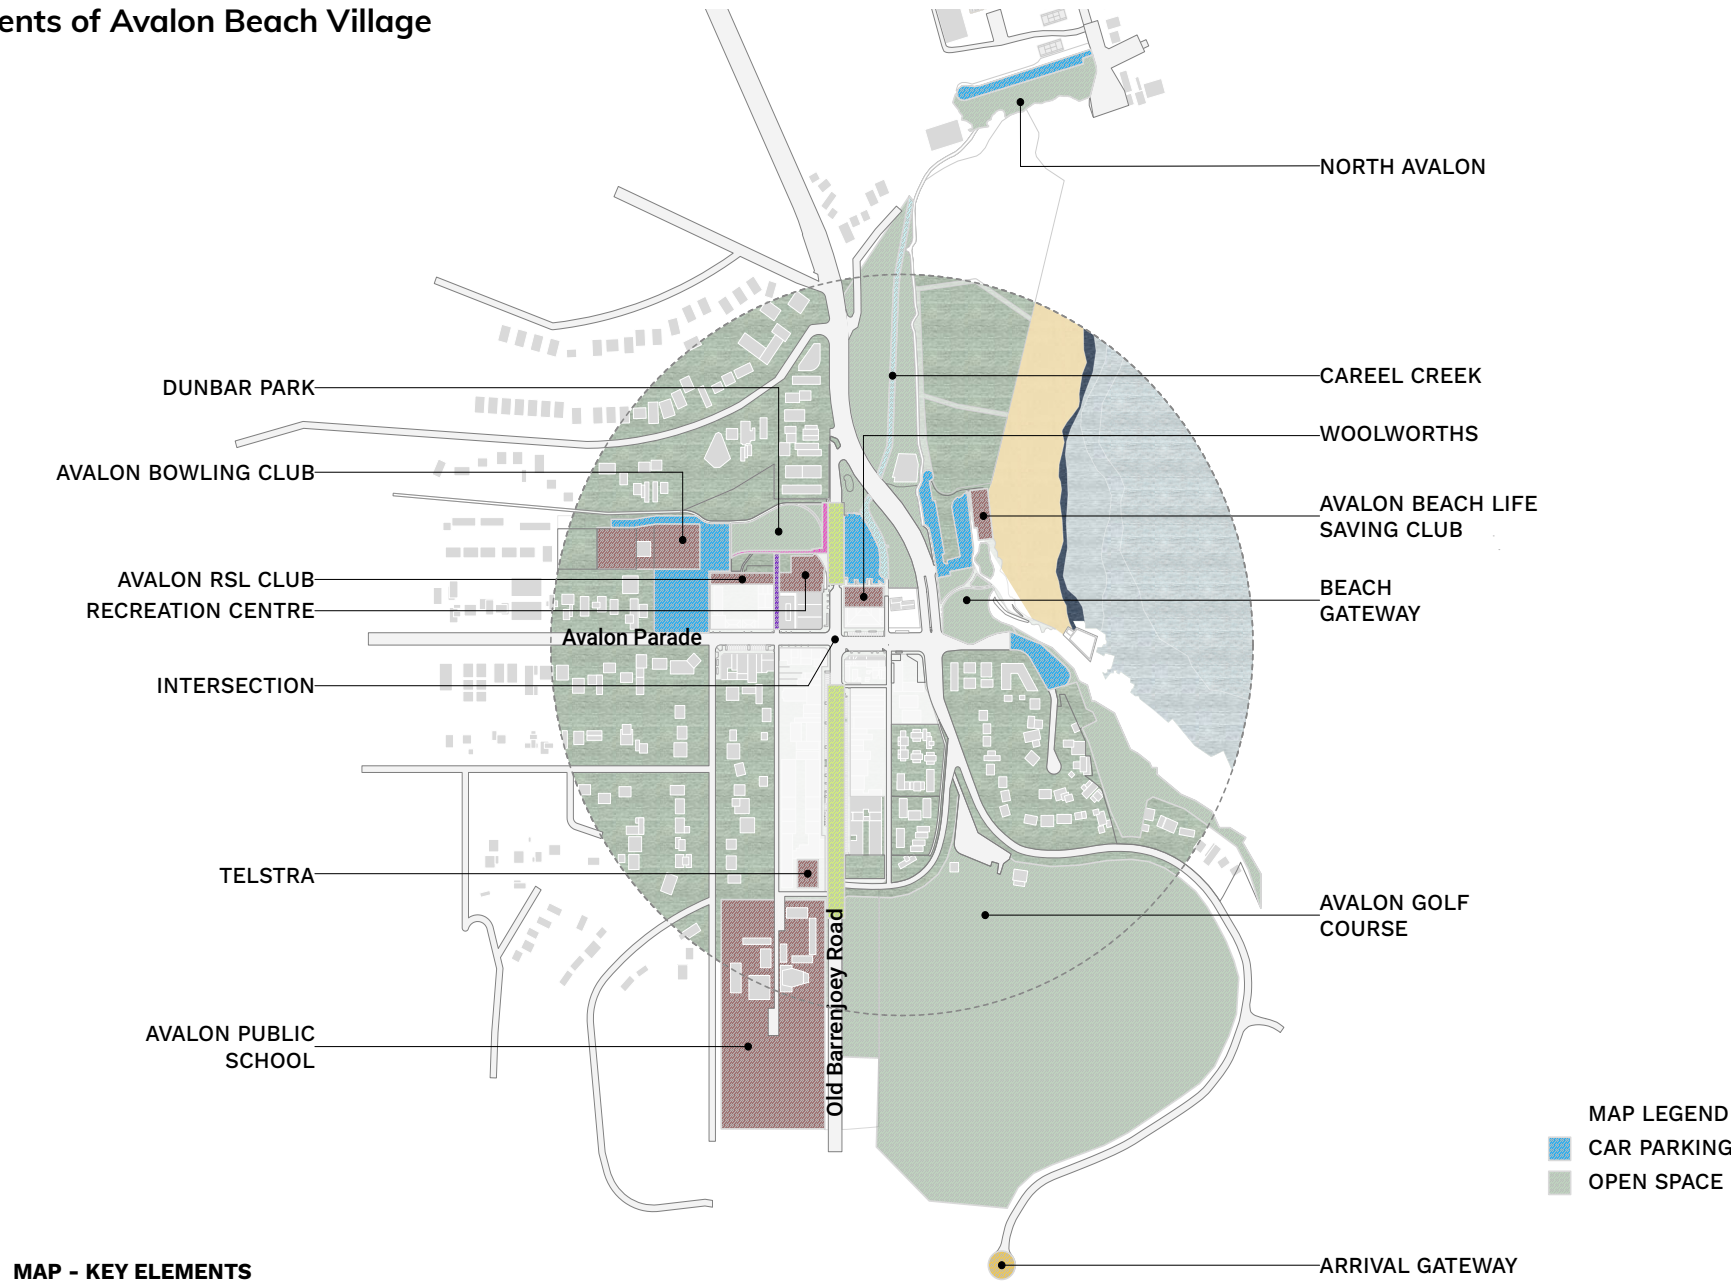 ents of Avalon Beach Village
NORTH AVALON
DUNBAR PARK
CAREEL CREEK
WOOLWORTHS
AVALON BOWLING CLUB
AVALON BEACH LIFE
SAVING CLUB
AVALON RSL CLUB
BEACH
GATEWAY
RECREATION CENTRE
Avalon Parade
INTERSECTION
TELSTRA
AVALON GOLF
COURSE
Old Barrenjoey Road
AVALON PUBLIC
SCHOOL
MAP LEGEND
CAR PARKING
OPEN SPACE
ARRIVAL GATEWAY
MAP - KEY ELEMENTS